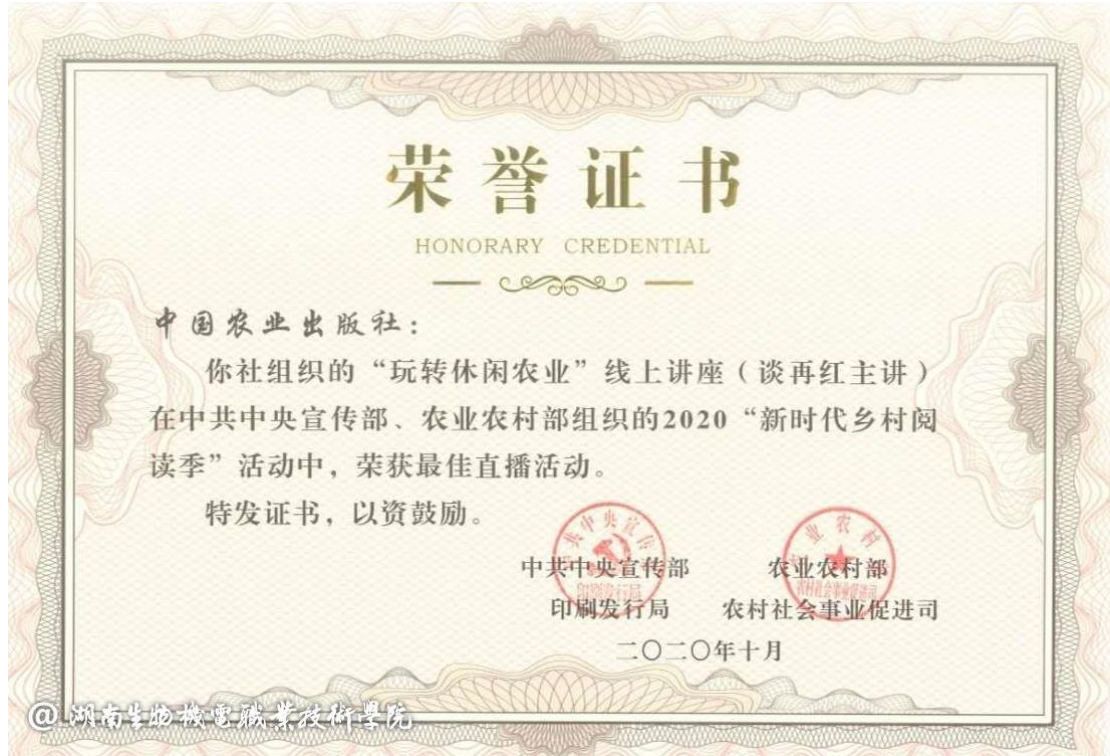 荣誉证书
HONORARY CREDENTIAL
中国农业出版社：
你社组织的“玩转休闲农业”线上讲座（谈再红主讲）
在中共中央宣传部、农业农村部组织的2020“新时代乡村阅
读季”活动中，荣获最佳直播活动。
特发证书，以资鼓励。
中共中央宣传部 农业农村部
印刷发行局 农村社会事业促进司
二〇二〇年十月
@湖南生物機電職業技術學院